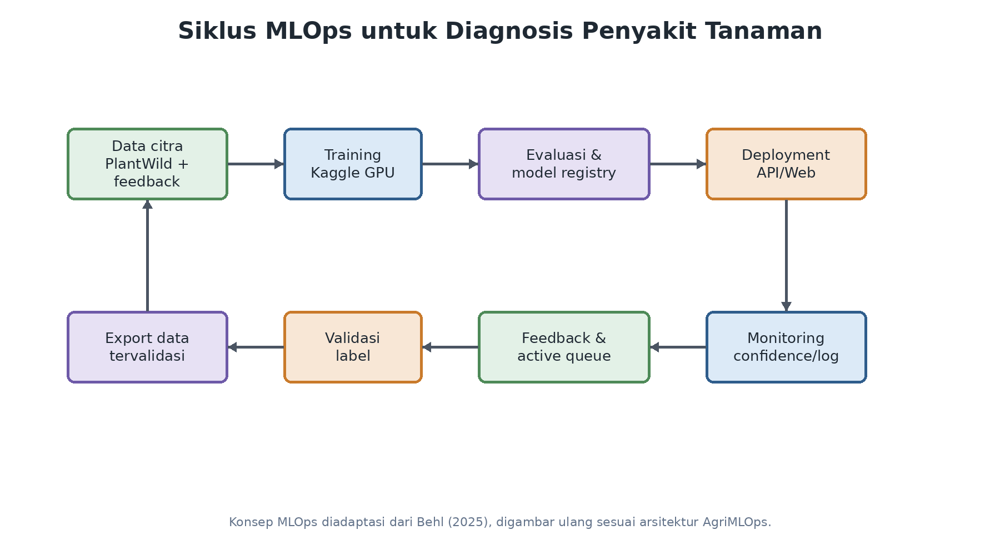 Siklus MLOps untuk Diagnosis Penyakit Tanaman
Data citra
PlantWild +
feedback
Training
Kaggle GPU
Evaluasi &
model registry
Deployment
API/Web
Export data
tervalidasi
Validasi
label
Feedback &
active queue
Monitoring
confidence/log
Konsep MLOps diadaptasi dari Behl (2025), digambar ulang sesuai arsitektur AgriMLOps.